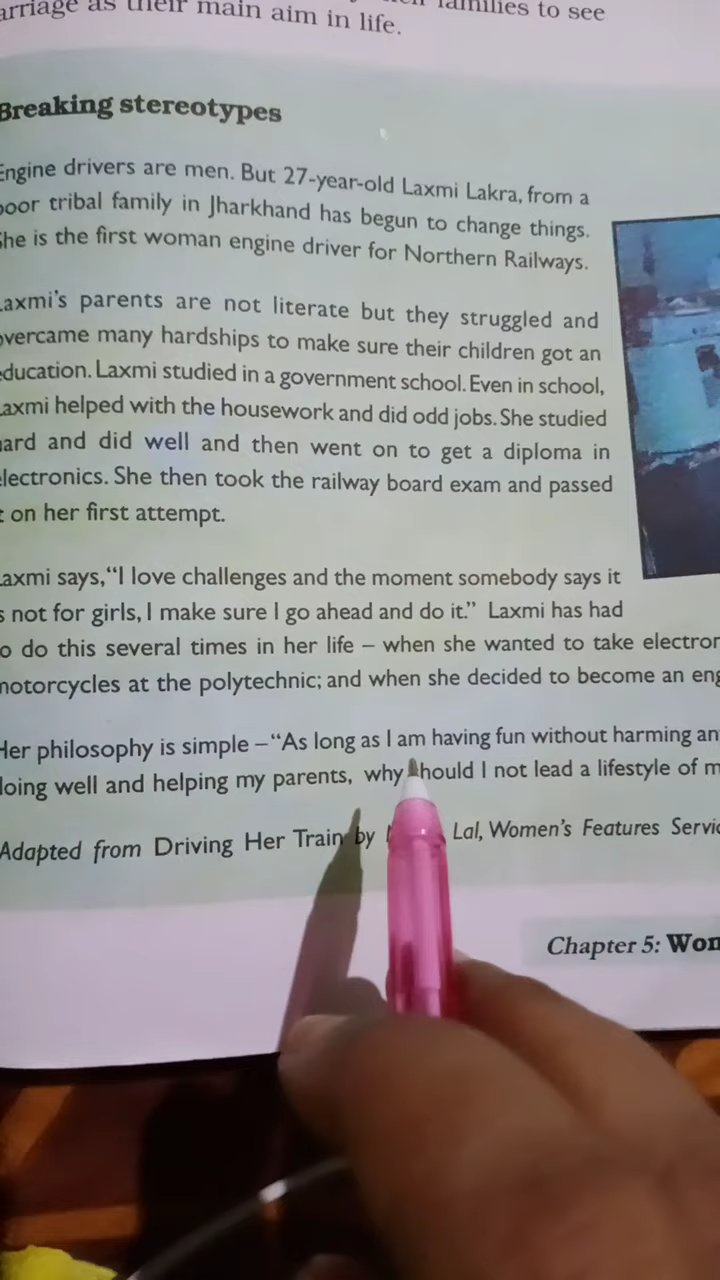 arriage as their main aim in life.
families to see
Breaking stereotypes
Engine drivers are men. But 27-year-old Laxmi Lakra, from a
poor tribal family in Jharkhand has begun to change things.
She is the first woman engine driver for Northern Railways.
Laxmi's parents are not literate but they struggled and
overcame many hardships to make sure their children got an
education. Laxmi studied in a government school. Even in school,
Laxmi helped with the housework and did odd jobs. She studied
hard and did well and then went on to get a diploma in
electronics. She then took the railway board exam and passed
t on her first attempt.
Laxmi says, “I love challenges and the moment somebody says it
s not for girls, I make sure I go ahead and do it.” Laxmi has had
o do this several times in her life – when she wanted to take electron
motorcycles at the polytechnic; and when she decided to become an eng
Her philosophy is simple – “As long as I am having fun without harming an
doing well and helping my parents, why should I not lead a lifestyle of m
Adapted from Driving Her Train by Lal, Women's Features Servic
Chapter 5: Wom